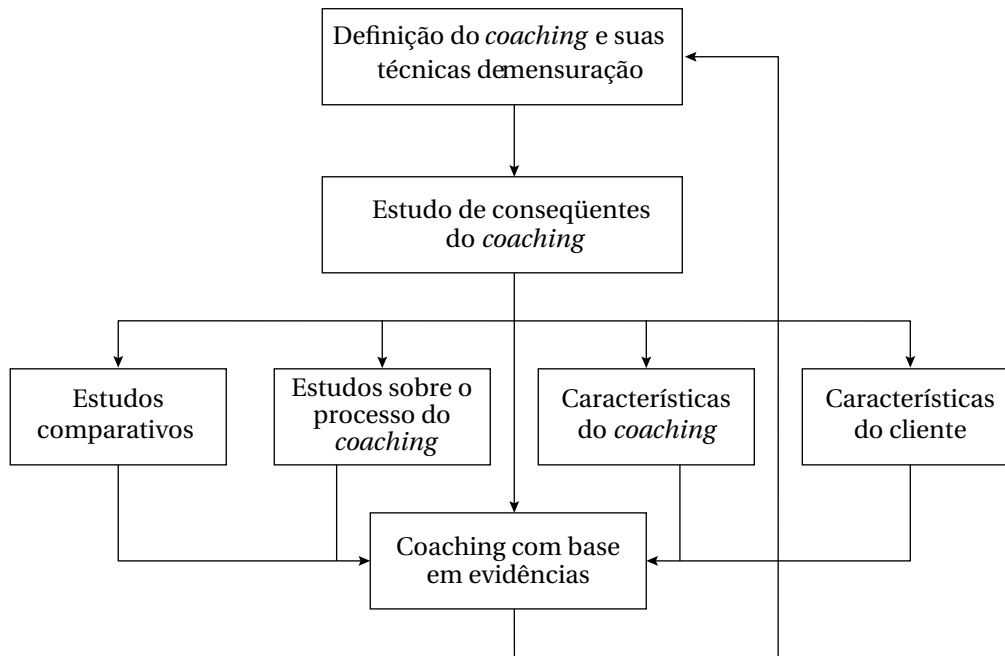 Definição do coaching e suas
técnicas demensuração
Estudo de conseqüentes
do coaching
Estudos
comparativos
Estudos sobre o
processo do
coaching
Características
do coaching
Características
do cliente
Coaching com base
em evidências